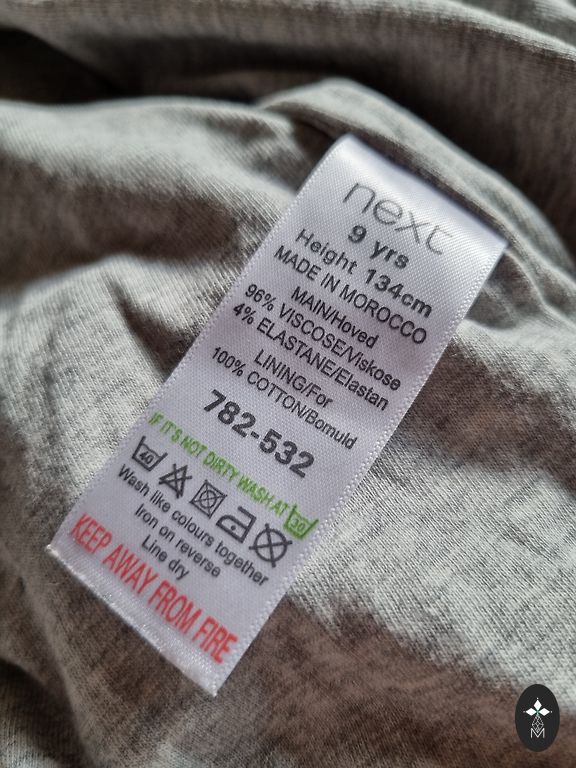 next
9 yrs
Height 134cm
MADE IN MOROCCO
MAIN/Hoved
96% VISCOSE/Viskose
4% ELASTANE/Elastan
LINING/For
100% COTTON/Bomuld
782-532
IF IT'S NOT DIRTY WASH AT 30
40
Wash like colours together
Iron on reverse
Line dry
KEEP AWAY FROM FIRE
M